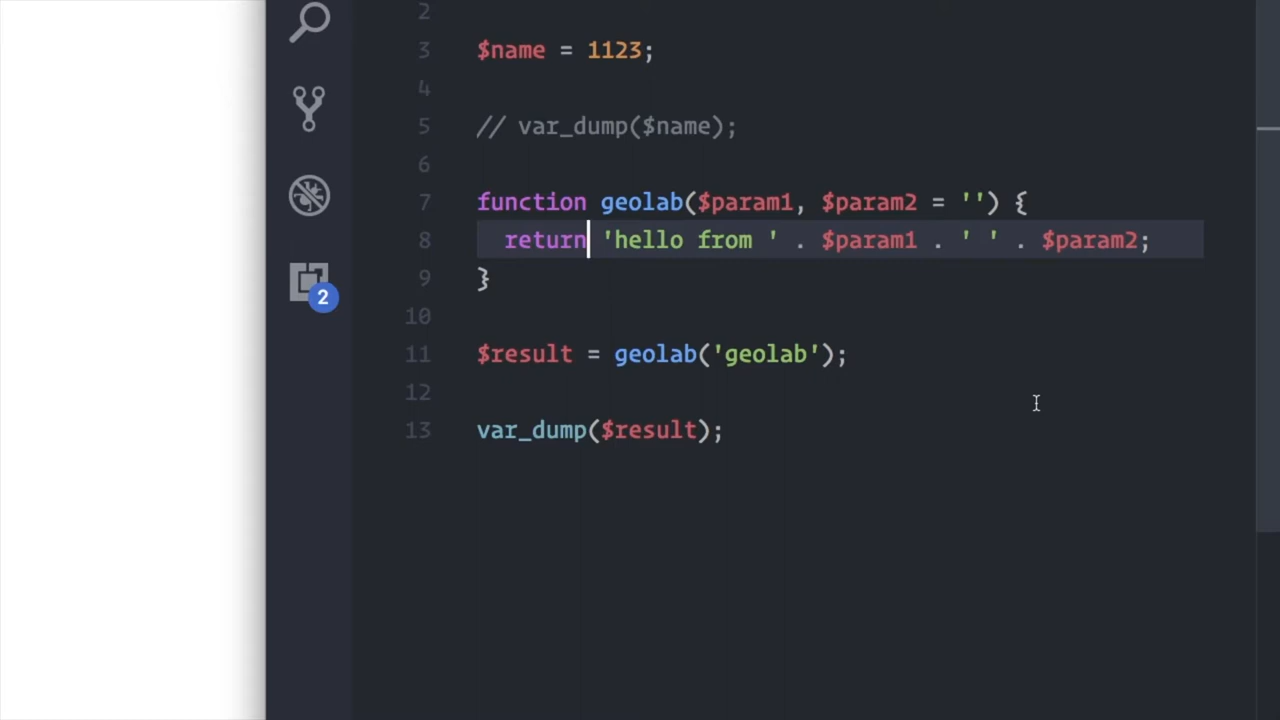 2
3 $name = 1123;
4
5 // var_dump($name);
6
7 function geolab($param1, $param2 = '') {
8 return 'hello from ' . $param1 . ' ' . $param2;
9 }
10
11 $result = geolab('geolab');
12
13 var_dump($result);
2